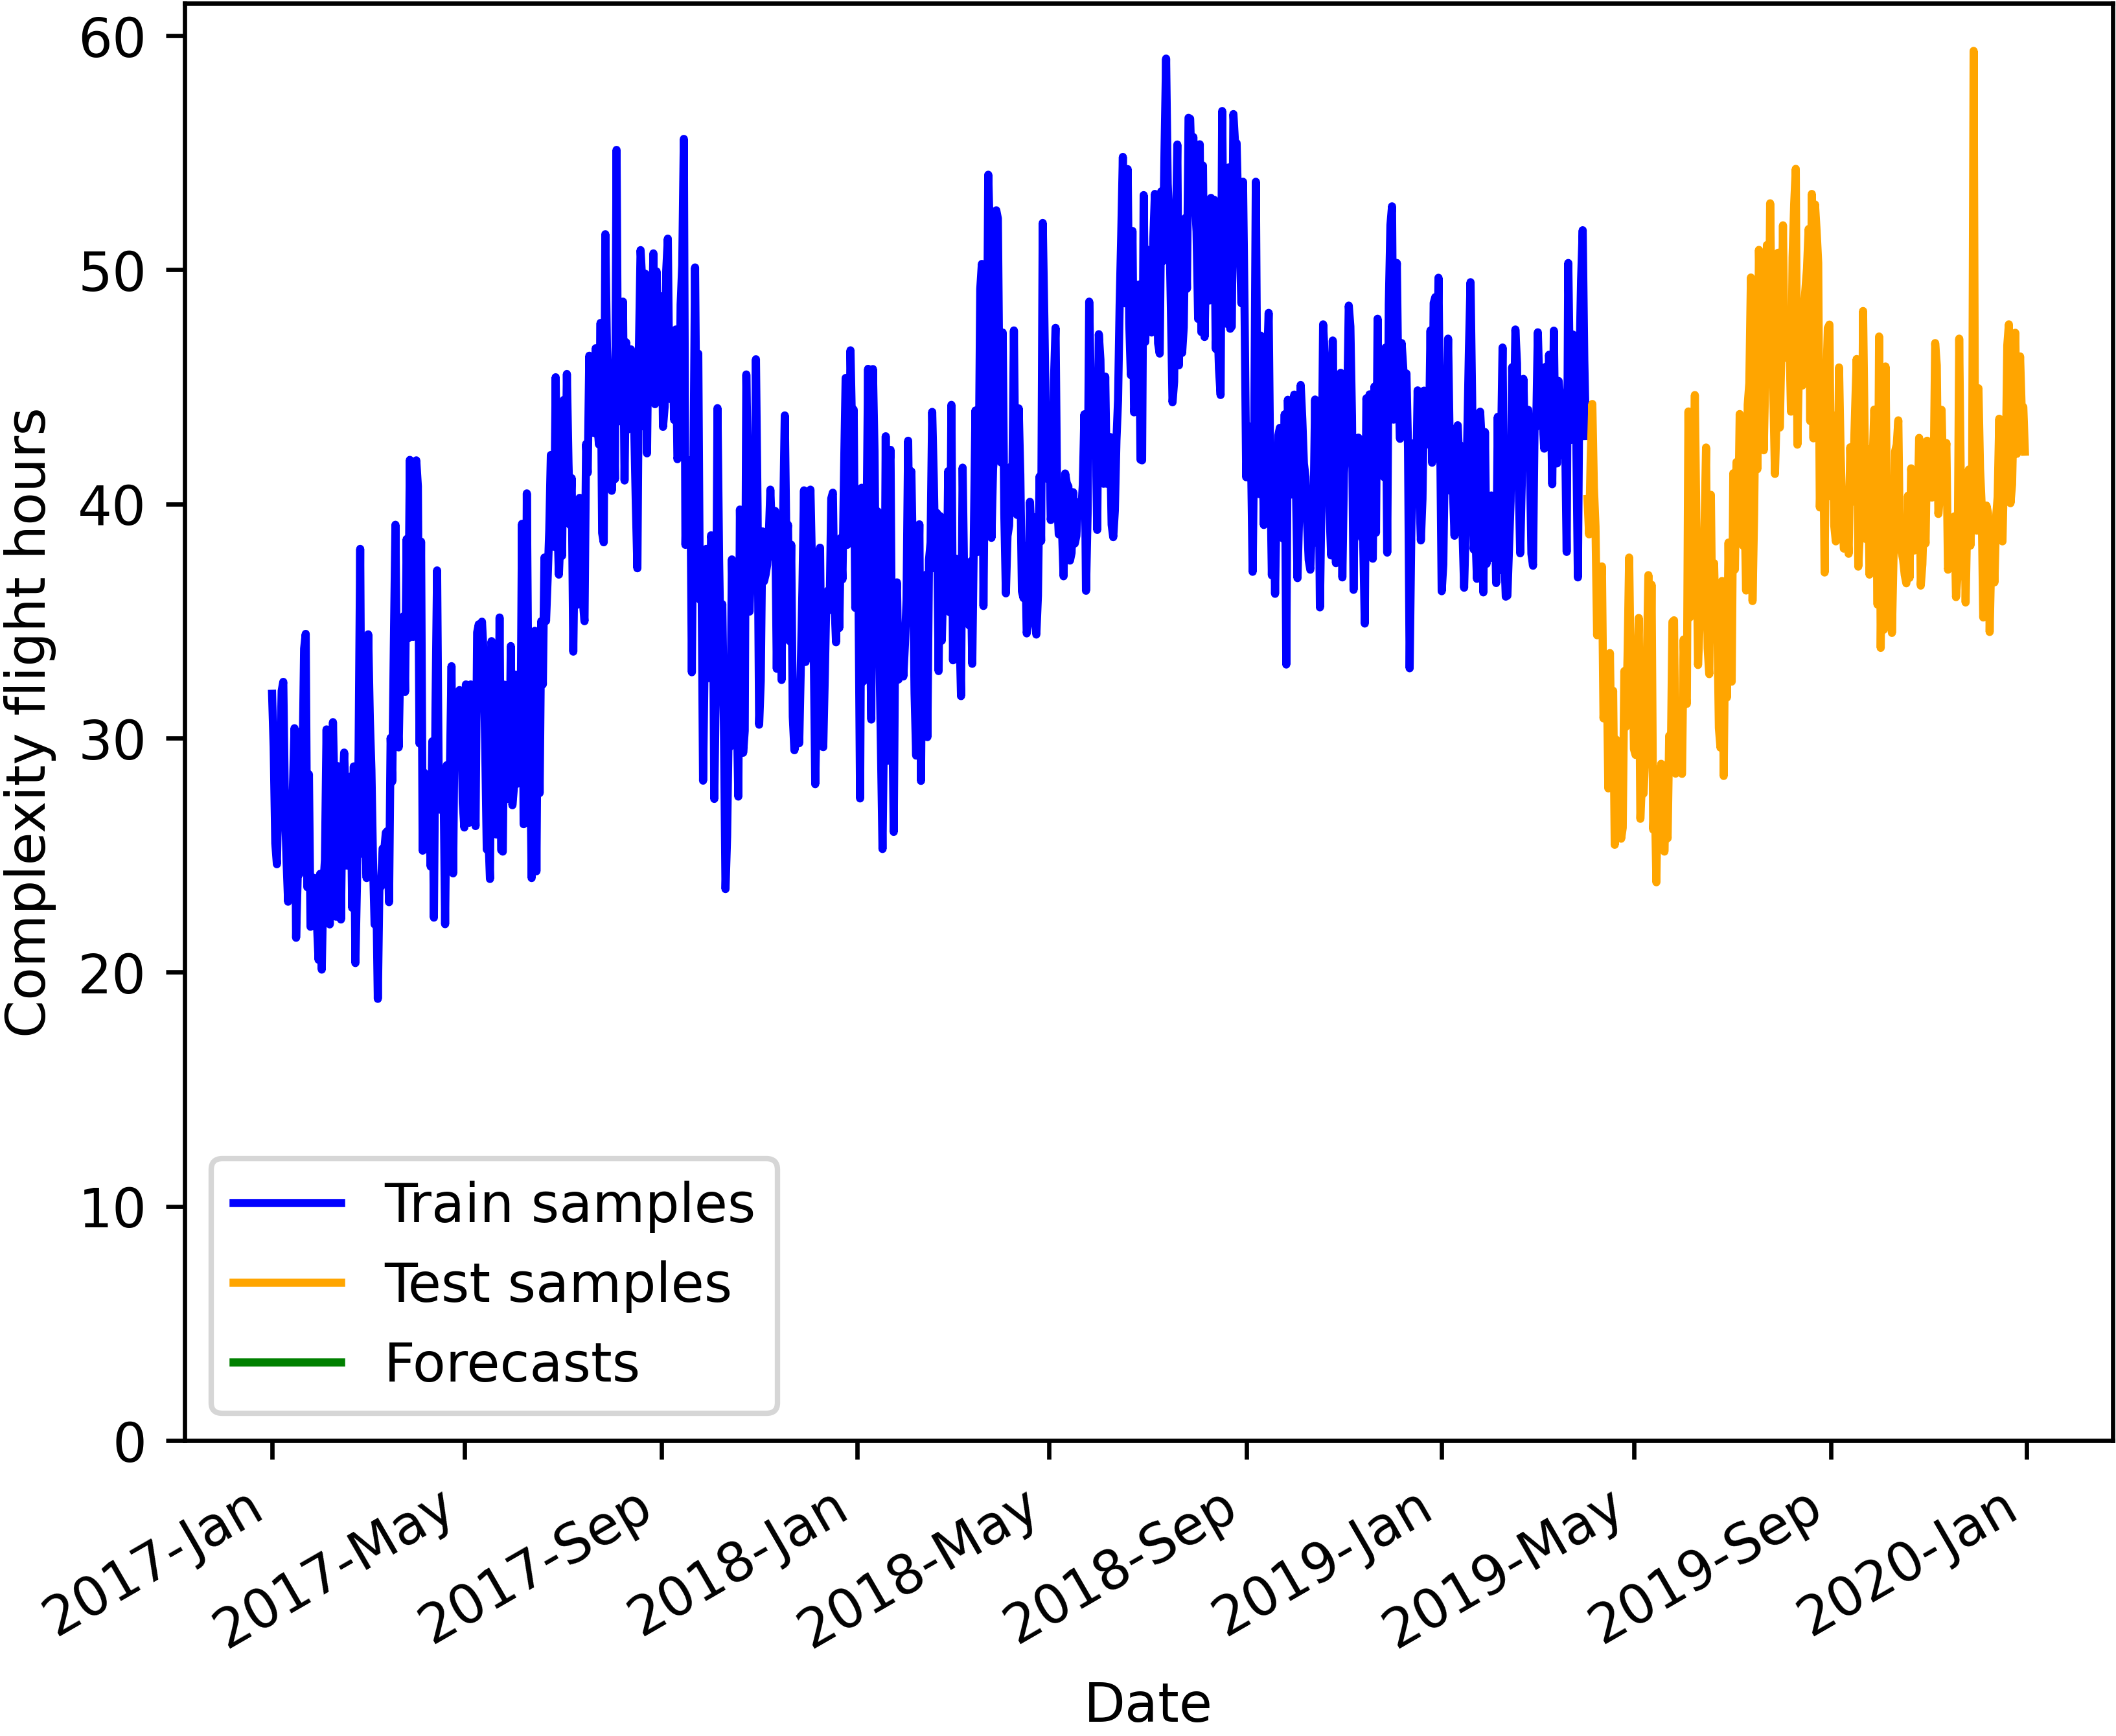 60
50
40
30
20
10
0
Complexity flight hours
Train samples
Test samples
Forecasts
2017-Jan
2017-May
2017-Sep
2018-Jan
2018-May
2018-Sep
2019-Jan
2019-May
2019-Sep
2020-Jan
Date